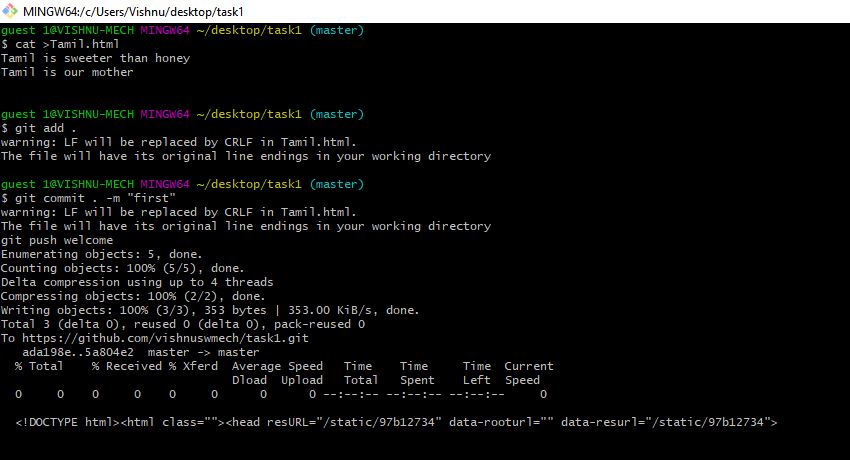 MINGW64:/c/Users/Vishnu/desktop/task1
guest 1@VISHNU-MECH MINGW64 ~/desktop/task1 (master)
$ cat >Tamil.html
Tamil is sweeter than honey
Tamil is our mother
guest 1@VISHNU-MECH MINGW64 ~/desktop/task1 (master)
$ git add .
warning: LF will be replaced by CRLF in Tamil.html.
The file will have its original line endings in your working directory
guest 1@VISHNU-MECH MINGW64 ~/desktop/task1 (master)
$ git commit . -m "first"
warning: LF will be replaced by CRLF in Tamil.html.
The file will have its original line endings in your working directory
git push welcome
Enumerating objects: 5, done.
Counting objects: 100% (5/5), done.
Delta compression using up to 4 threads
Compressing objects: 100% (2/2), done.
Writing objects: 100% (3/3), 353 bytes | 353.00 KiB/s, done.
Total 3 (delta 0), reused 0 (delta 0), pack-reused 0
To https://github.com/vishnuswmech/task1.git
ada198e..5a804e2 master -> master
% Total % Received % Xferd Average Speed Time Time Time Current
Dload Upload Total Spent Left Speed
0 0 0 0 0 0 0 0 --:--:-- --:--:-- --:--:-- 0
<!DOCTYPE html><html class=""><head resURL="/static/97b12734" data-rooturl="" data-resurl="/static/97b12734">